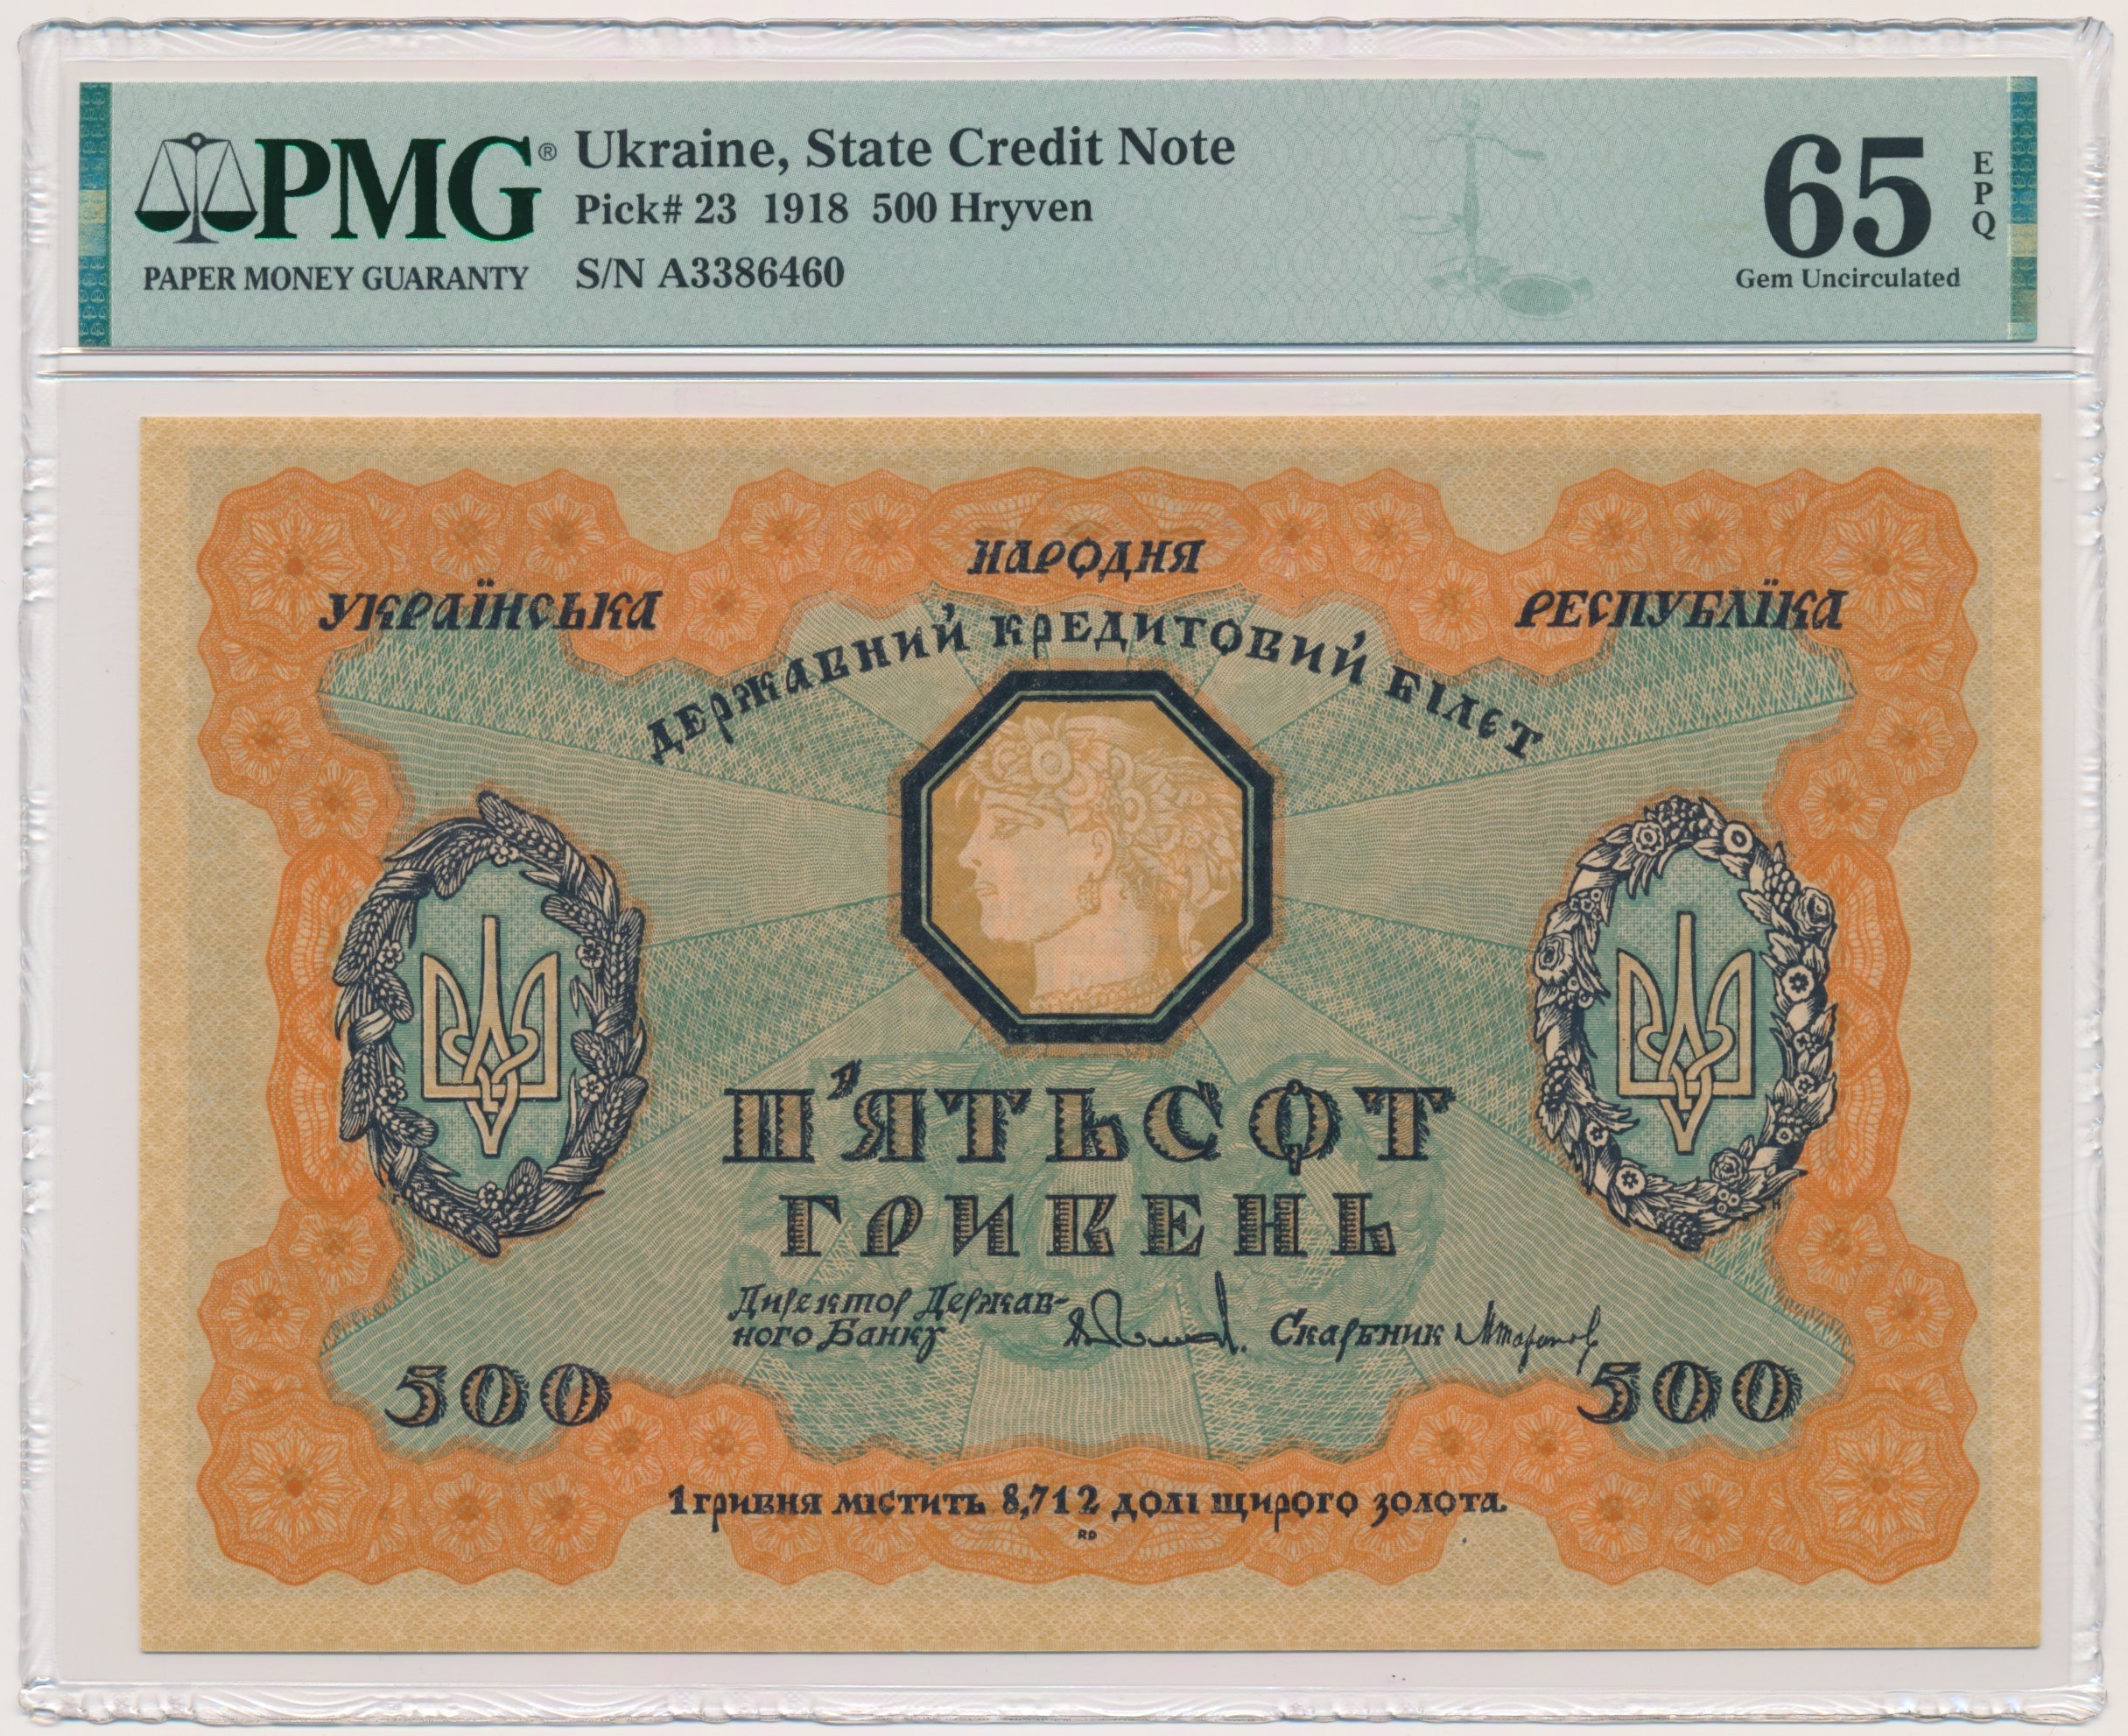 PMG® Ukraine, State Credit Note
Pick# 23 1918 500 Hryven
PAPER MONEY GUARANTY S/N A3386460
65 EPQ
Gem Uncirculated
УКРАЇНСЬКА НАРОДНЯ РЕСПУБЛЇКА
ДЕРЖАВНИЙ КРЕДИТОВИЙ БІЛЄТ
П'ЯТЬСОТ
ГРИВЕНЬ
Директор Держав-
ного Банку
Скарбник
500 500
1 гривня містить 8,712 долі щирого золота.
RD